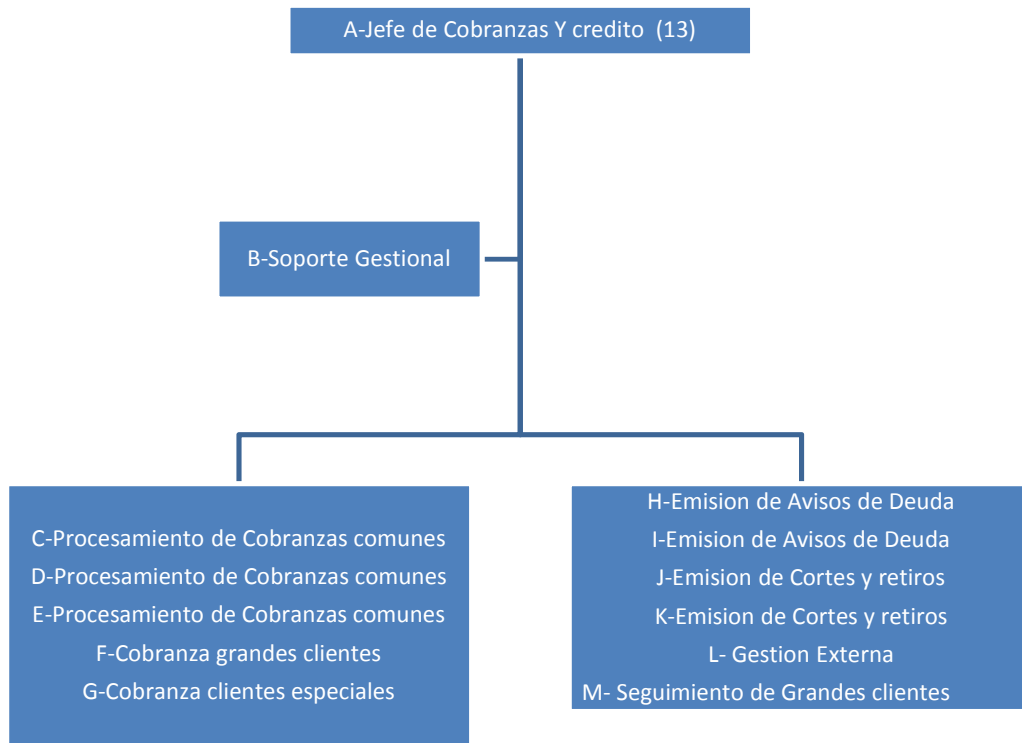 A-Jefe de Cobranzas Y credito (13)
B-Soporte Gestional
C-Procesamiento de Cobranzas comunes
D-Procesamiento de Cobranzas comunes
E-Procesamiento de Cobranzas comunes
F-Cobranza grandes clientes
G-Cobranza clientes especiales
H-Emision de Avisos de Deuda
I-Emision de Avisos de Deuda
J-Emision de Cortes y retiros
K-Emision de Cortes y retiros
L- Gestion Externa
M- Seguimiento de Grandes clientes